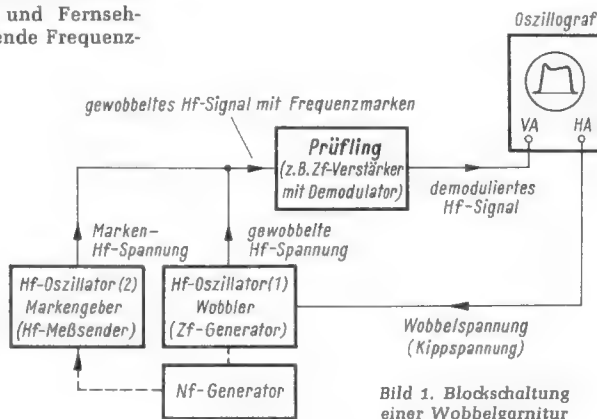 und Fernseh-
ende Frequenz-
Oszillograf
VA HA
gewobbeltes Hf-Signal mit Frequenzmarken
Prüfling
(z.B. Zf-Verstärker
mit Demodulator)
demoduliertes
Hf-Signal
Marken-
Hf-Spannung
gewobbelte
Hf-Spannung
Hf-Oszillator(2)
Markengeber
(Hf-Meßsender)
Hf-Oszillator(1)
Wobbler
(Zf-Generator)
Wobbelspannung
(Kippspannung)
Nf-Generator
Bild 1. Blockschaltung
einer Wobbelgarnitur